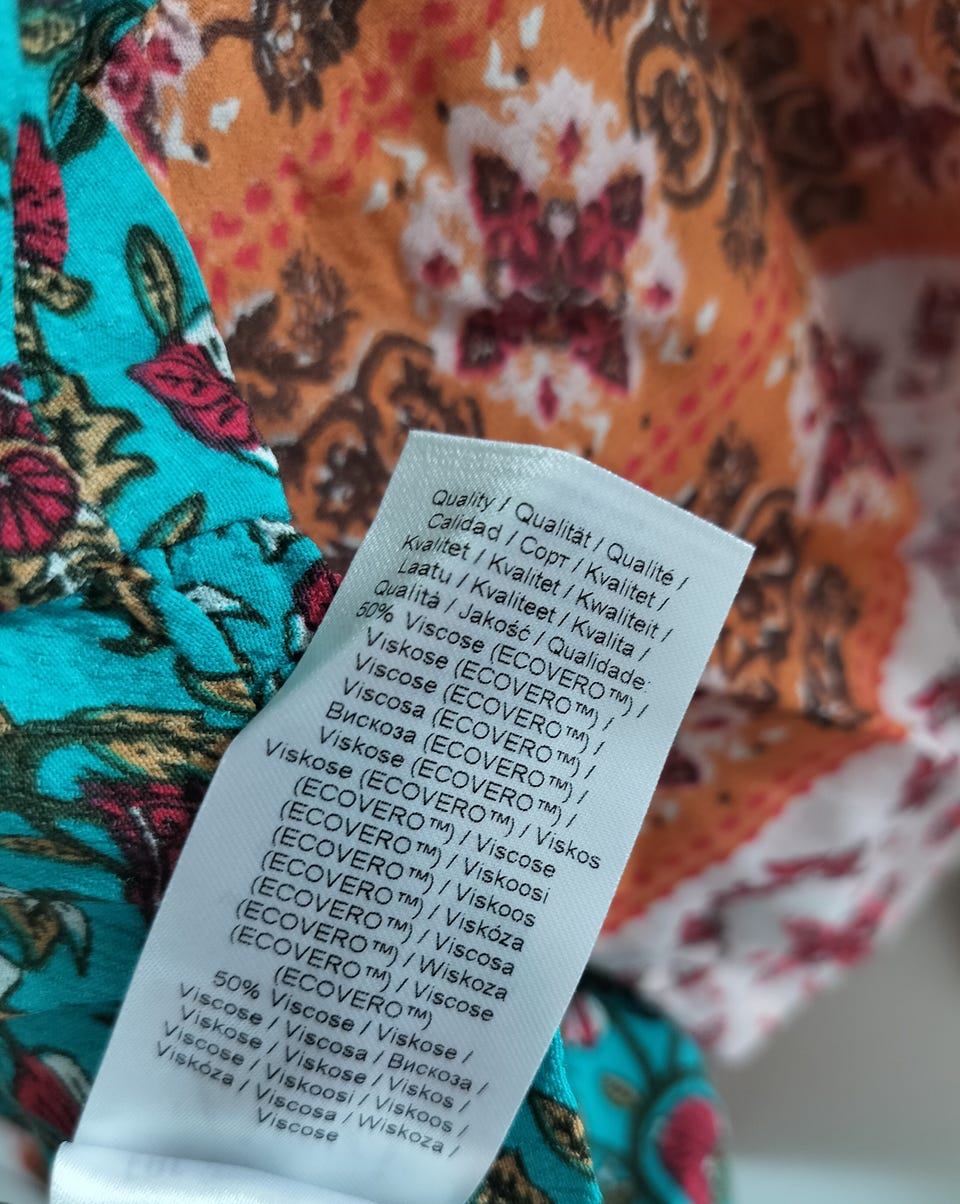 Quality / Qualität / Qualité /
Calidad / Сорт / Kvalitet /
Kvalitet / Kvalitet / Kwaliteit /
Laatu / Kvaliteet / Kvalita /
Qualità / Jakość / Qualidade:
50% Viscose (ECOVERO™) /
Viskose (ECOVERO™) /
Viscose (ECOVERO™) /
Viscosa (ECOVERO™) /
Вискоза (ECOVERO™) /
Viskose (ECOVERO™) /
Viskose (ECOVERO™) / Viskos
(ECOVERO™) / Viscose
(ECOVERO™) / Viskoosi
(ECOVERO™) / Viskoos
(ECOVERO™) / Viskóza
(ECOVERO™) / Viscosa
(ECOVERO™) / Wiskoza
(ECOVERO™) / Viscose
(ECOVERO™)
50% Viscose / Viskose /
Viscose / Viscosa / Вискоза /
Viskose / Viskose / Viskos /
Viscose / Viskoosi / Viskoos /
Viskóza / Viscosa / Wiskoza /
Viscose